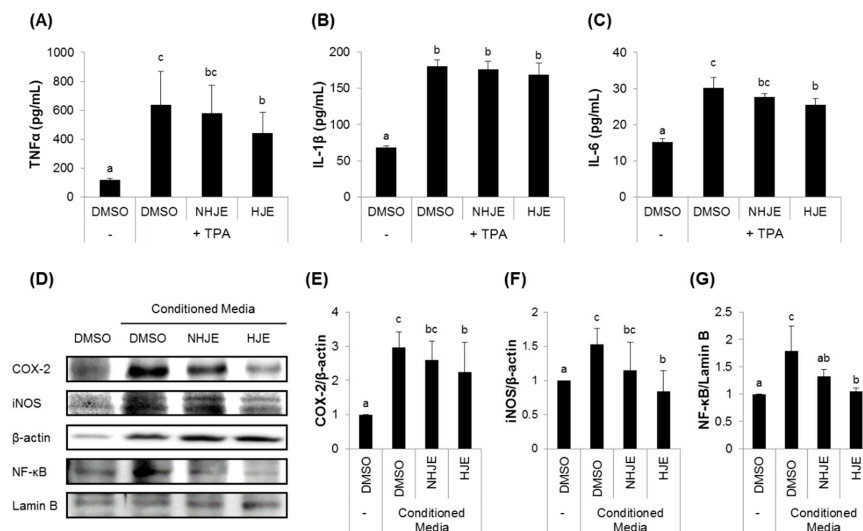 (A)
TNFα (pg/mL)
1000
800
600
400
200
0
a
c
bc
b
DMSO DMSO NHJE HJE
- + TPA
(B)
IL-1β (pg/mL)
200
150
100
50
0
a
b
b
b
DMSO DMSO NHJE HJE
- + TPA
(C)
IL-6 (pg/mL)
40
30
20
10
0
a
c
bc
b
DMSO DMSO NHJE HJE
- + TPA
(D)
Conditioned Media
DMSO DMSO NHJE HJE
COX-2
iNOS
β-actin
NF-κB
Lamin B
(E)
COX-2/β-actin
4
3
2
1
0
a
c
bc
b
DMSO DMSO NHJE HJE
- Conditioned
Media
(F)
iNOS/β-actin
2
1.5
1
0.5
0
a
c
bc
b
DMSO DMSO NHJE HJE
- Conditioned
Media
(G)
NF-κB/Lamin B
2.5
2
1.5
1
0.5
0
a
c
ab
b
DMSO DMSO NHJE HJE
- Conditioned
Media